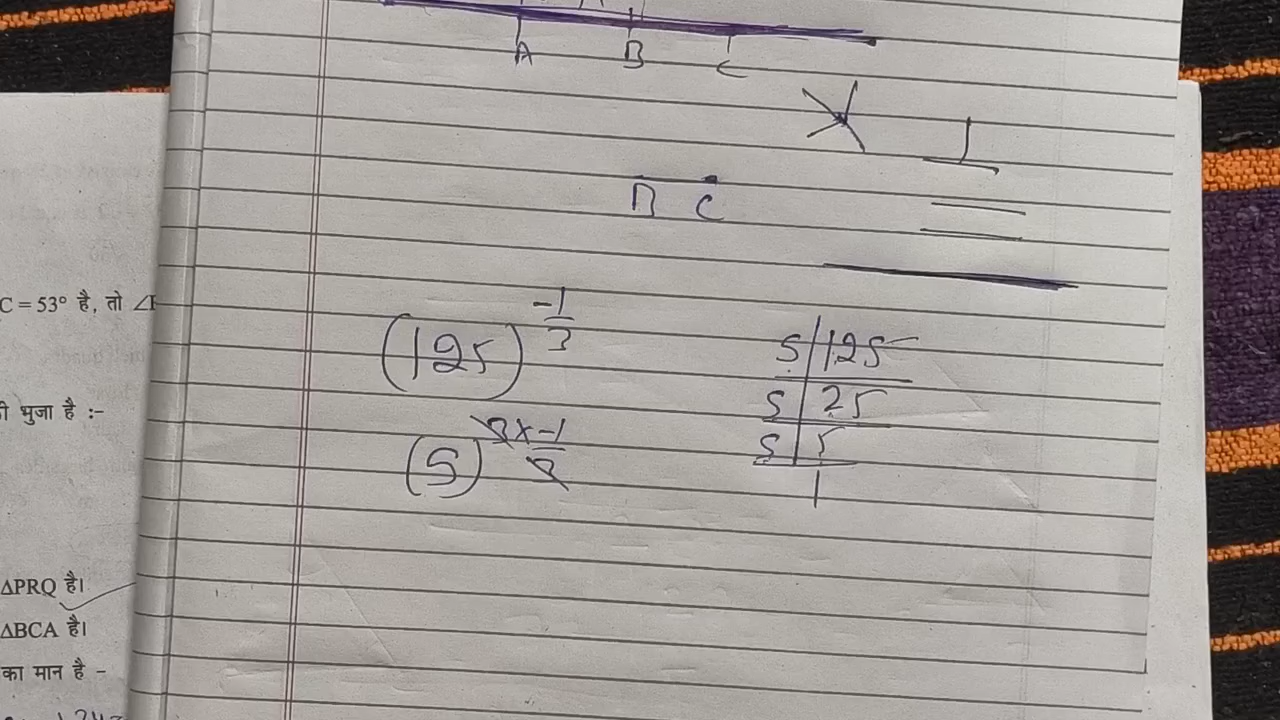 A B C
B C
C = 53° है, तो ∠
(125)^(-1/3)
5 | 125
5 | 25
5 | 5
1
की भुजा है :-
(5)^(3×-1/3)
ΔPRQ है।
ΔBCA है।
का मान है -